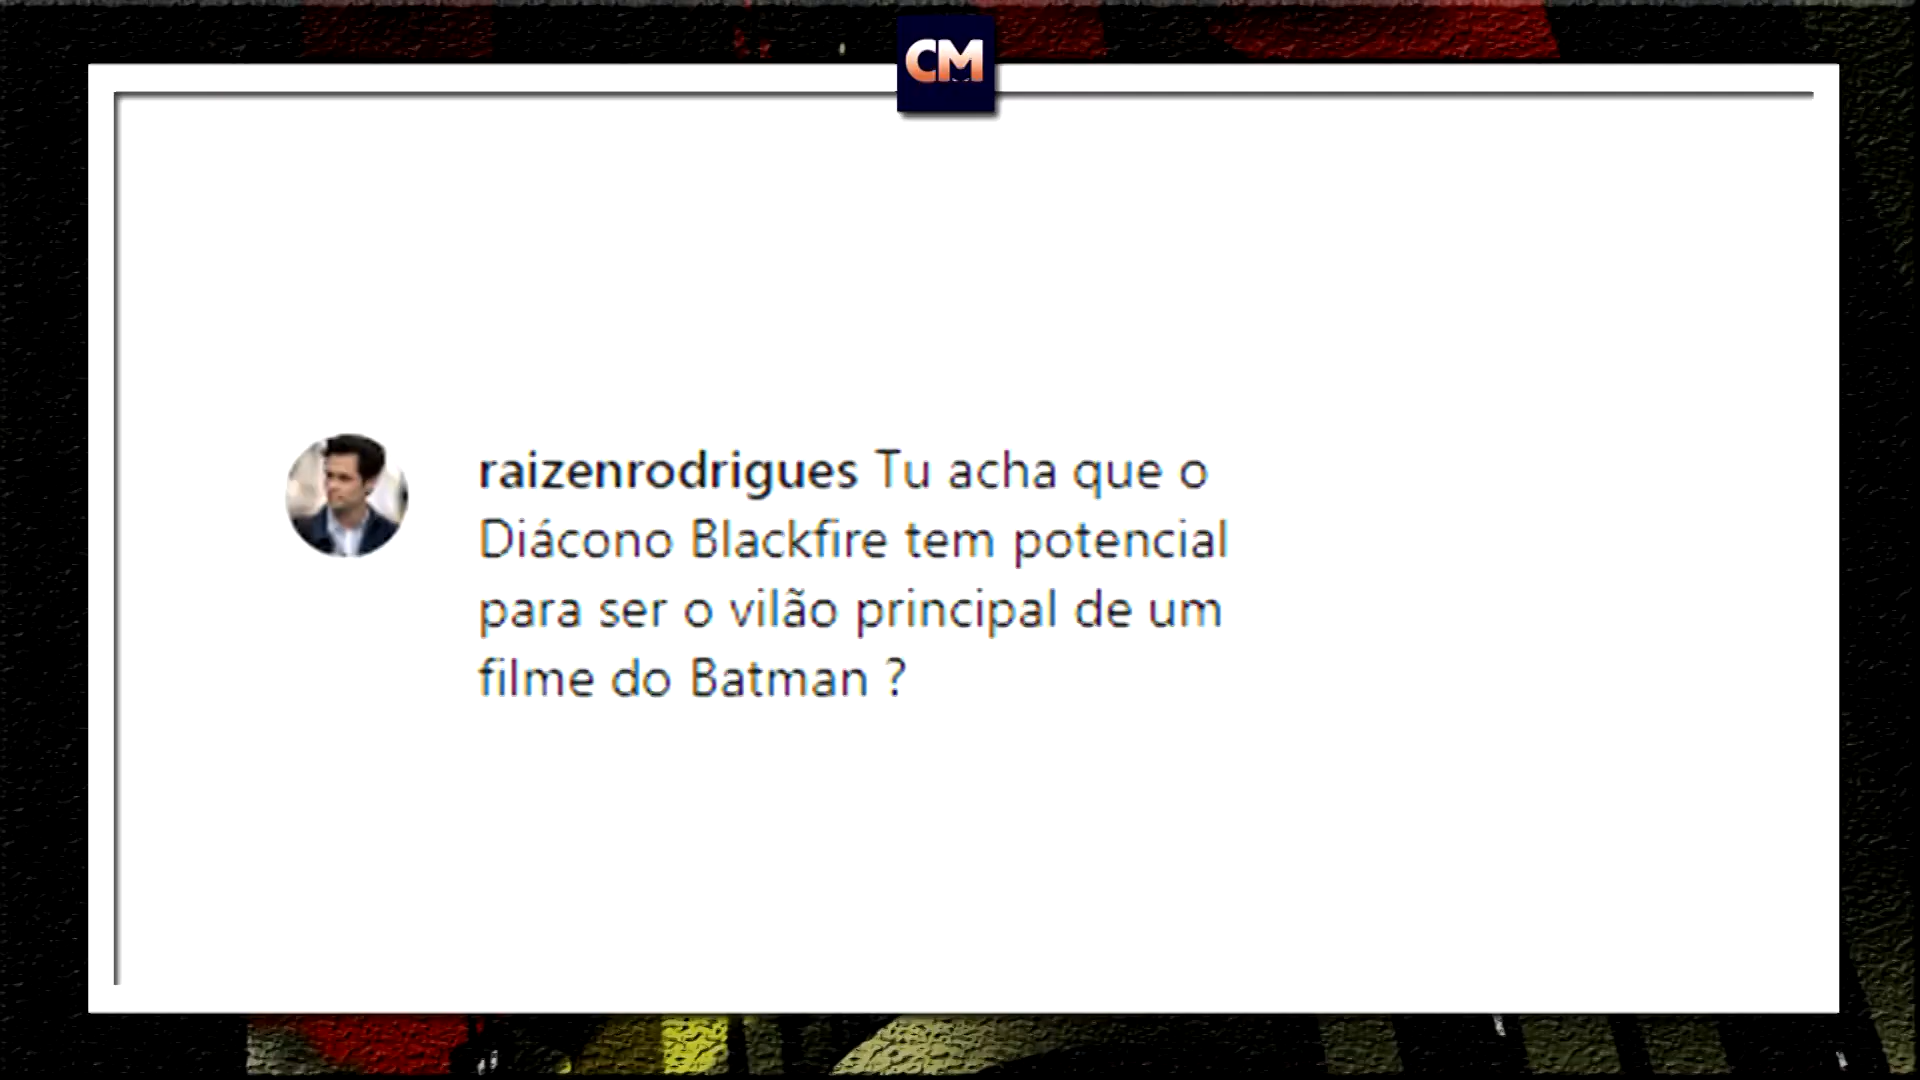 CM
raizenrodrigues Tu acha que o
Diácono Blackfire tem potencial
para ser o vilão principal de um
filme do Batman ?